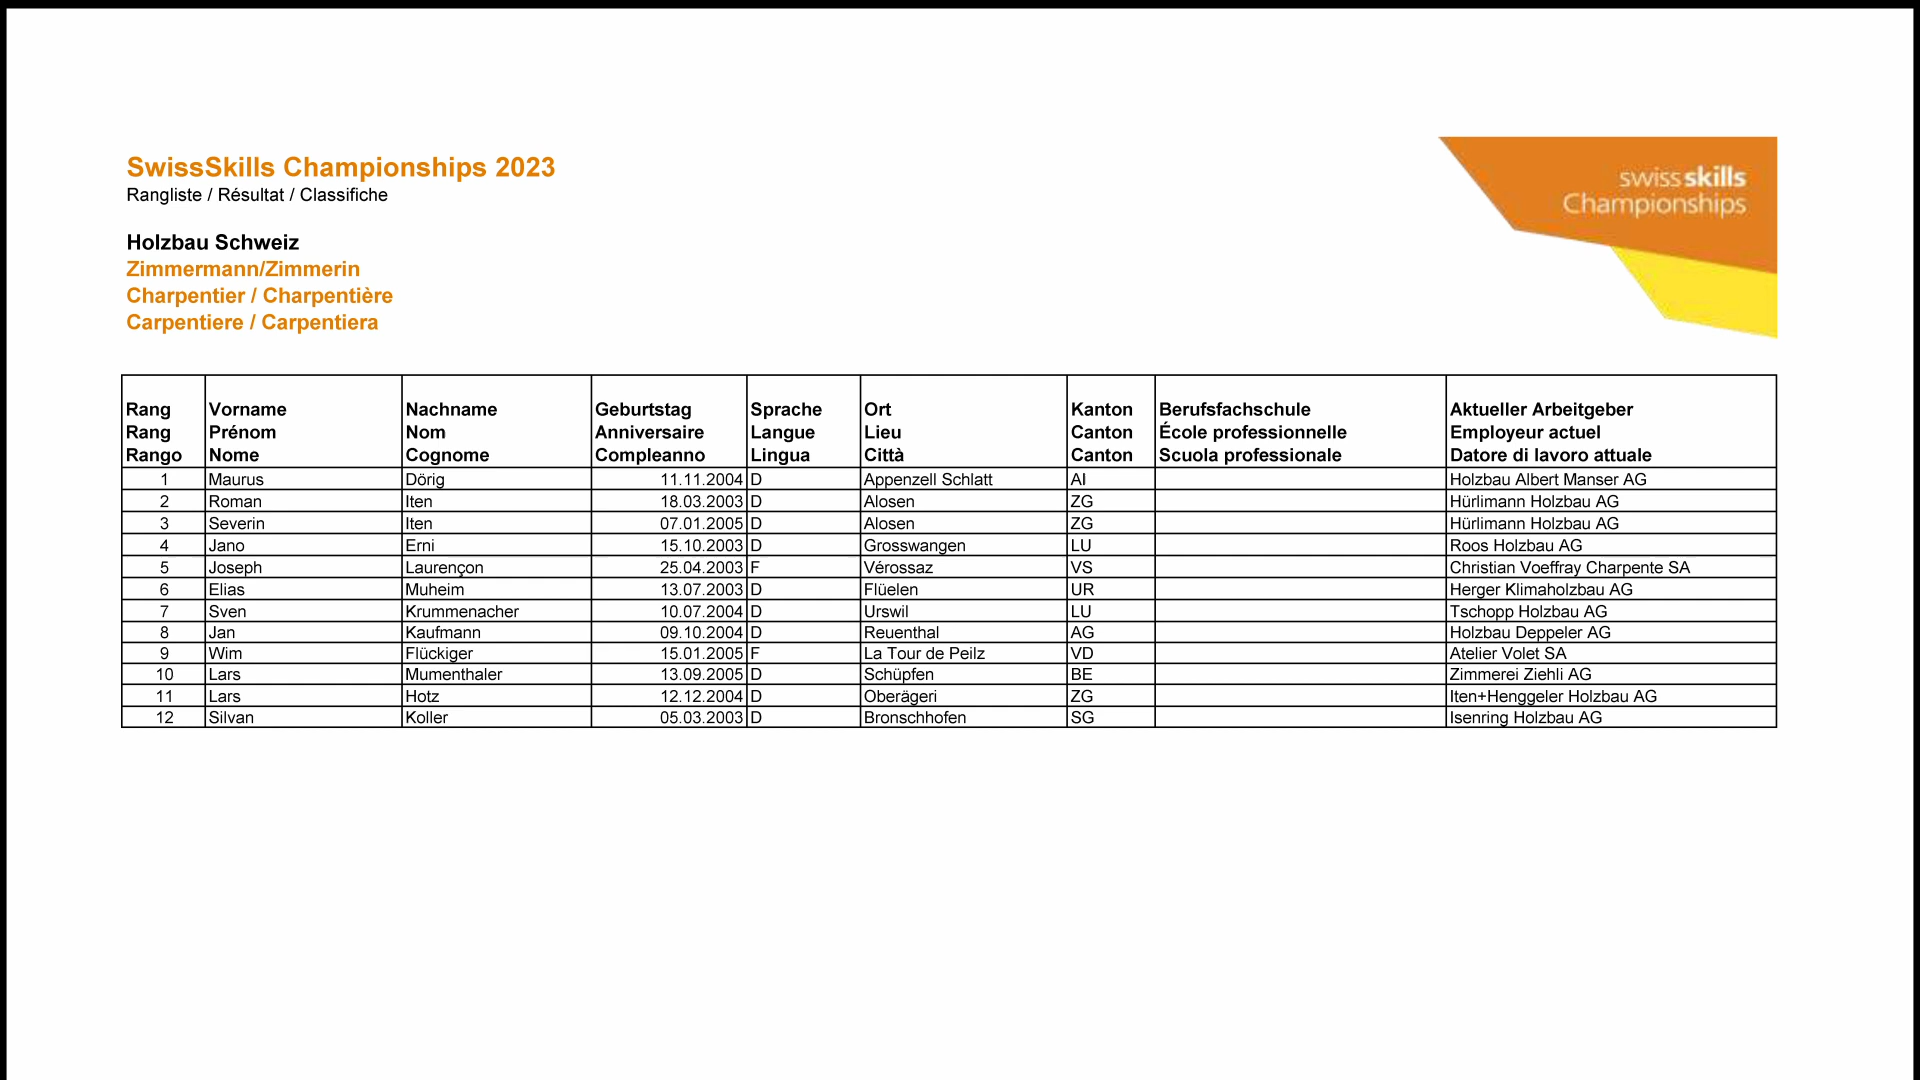 SwissSkills Championships 2023
Rangliste / Résultat / Classifiche
swissskills
Championships
Holzbau Schweiz
Zimmermann/Zimmerin
Charpentier / Charpentière
Carpentiere / Carpentiera
Rang Vorname Nachname Geburtstag Sprache Ort Kanton Berufsfachschule Aktueller Arbeitgeber
Rang Prénom Nom Anniversaire Langue Lieu Canton École professionnelle Employeur actuel
Rango Nome Cognome Compleanno Lingua Città Canton Scuola professionale Datore di lavoro attuale
1 Maurus Dörig 11.11.2004 D Appenzell Schlatt AI Holzbau Albert Manser AG
2 Roman Iten 18.03.2003 D Alosen ZG Hürlimann Holzbau AG
3 Severin Iten 07.01.2005 D Alosen ZG Hürlimann Holzbau AG
4 Jano Erni 15.10.2003 D Grosswangen LU Roos Holzbau AG
5 Joseph Laurençon 25.04.2003 F Vérossaz VS Christian Voeffray Charpente SA
6 Elias Muheim 13.07.2003 D Flüelen UR Herger Klimaholzbau AG
7 Sven Krummenacher 10.07.2004 D Urswil LU Tschopp Holzbau AG
8 Jan Kaufmann 09.10.2004 D Reuenthal AG Holzbau Deppeler AG
9 Wim Flückiger 15.01.2005 F La Tour de Peilz VD Atelier Volet SA
10 Lars Mumenthaler 13.09.2005 D Schüpfen BE Zimmerei Ziehli AG
11 Lars Hotz 12.12.2004 D Oberägeri ZG Iten+Henggeler Holzbau AG
12 Silvan Koller 05.03.2003 D Bronschhofen SG Isenring Holzbau AG